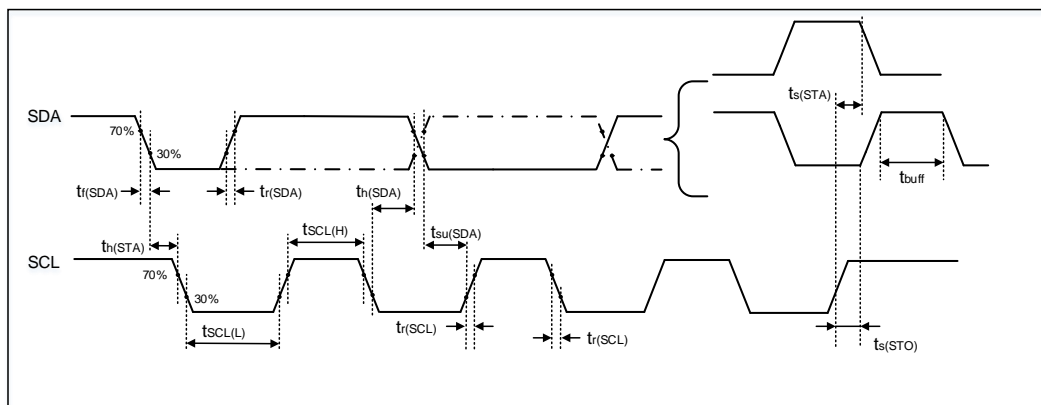 ts(STA)
SDA
70%
30%
tbuff
tf(SDA)
tr(SDA)
th(SDA)
th(STA)
tSCL(H)
tsu(SDA)
SCL
70%
30%
tSCL(L)
tr(SCL)
tr(SCL)
ts(STO)